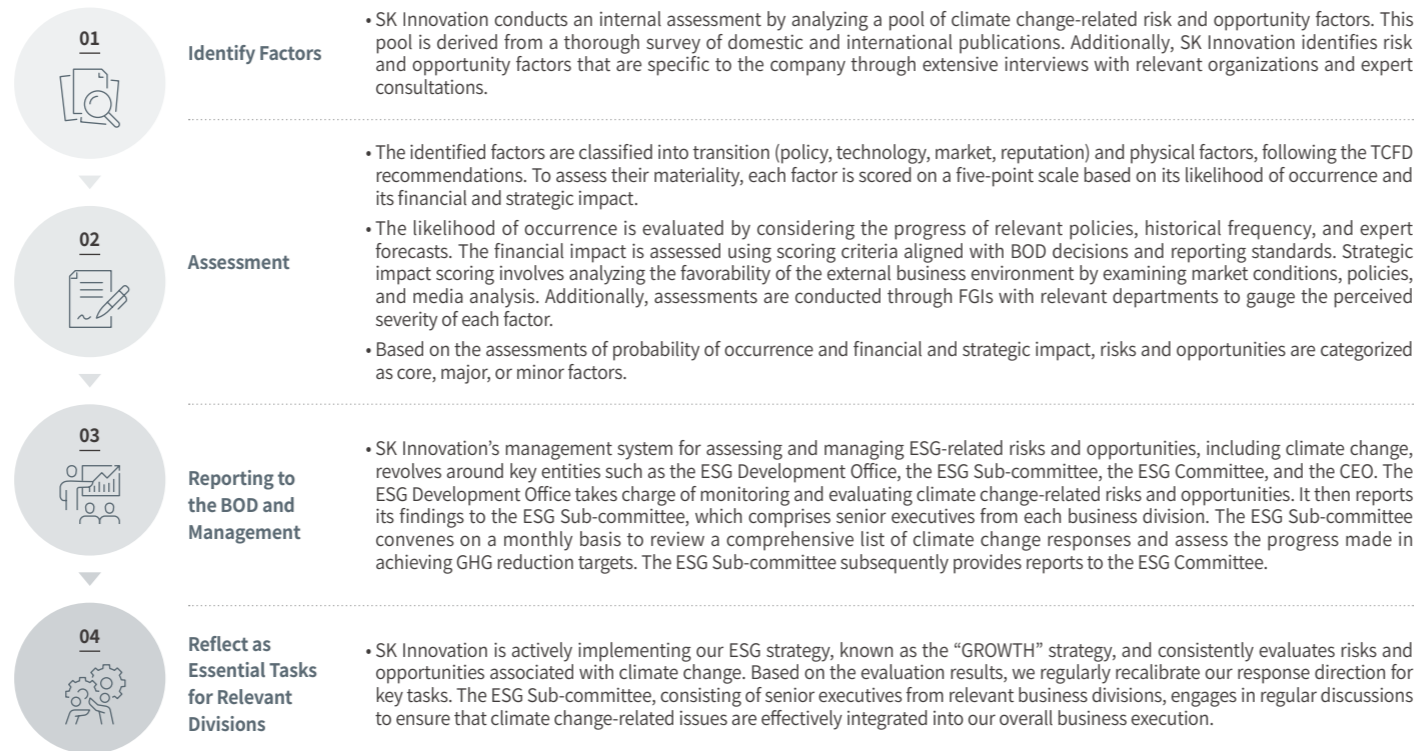 01
Identify Factors
• SK Innovation conducts an internal assessment by analyzing a pool of climate change-related risk and opportunity factors. This
pool is derived from a thorough survey of domestic and international publications. Additionally, SK Innovation identifies risk
and opportunity factors that are specific to the company through extensive interviews with relevant organizations and expert
consultations.
02
Assessment
• The identified factors are classified into transition (policy, technology, market, reputation) and physical factors, following the TCFD
recommendations. To assess their materiality, each factor is scored on a five-point scale based on its likelihood of occurrence and
its financial and strategic impact.
• The likelihood of occurrence is evaluated by considering the progress of relevant policies, historical frequency, and expert
forecasts. The financial impact is assessed using scoring criteria aligned with BOD decisions and reporting standards. Strategic
impact scoring involves analyzing the favorability of the external business environment by examining market conditions, policies,
and media analysis. Additionally, assessments are conducted through FGIs with relevant departments to gauge the perceived
severity of each factor.
• Based on the assessments of probability of occurrence and financial and strategic impact, risks and opportunities are categorized
as core, major, or minor factors.
03
Reporting to
the BOD and
Management
• SK Innovation’s management system for assessing and managing ESG-related risks and opportunities, including climate change,
revolves around key entities such as the ESG Development Office, the ESG Sub-committee, the ESG Committee, and the CEO. The
ESG Development Office takes charge of monitoring and evaluating climate change-related risks and opportunities. It then reports
its findings to the ESG Sub-committee, which comprises senior executives from each business division. The ESG Sub-committee
convenes on a monthly basis to review a comprehensive list of climate change responses and assess the progress made in
achieving GHG reduction targets. The ESG Sub-committee subsequently provides reports to the ESG Committee.
04
Reflect as
Essential Tasks
for Relevant
Divisions
• SK Innovation is actively implementing our ESG strategy, known as the “GROWTH” strategy, and consistently evaluates risks and
opportunities associated with climate change. Based on the evaluation results, we regularly recalibrate our response direction for
key tasks. The ESG Sub-committee, consisting of senior executives from relevant business divisions, engages in regular discussions
to ensure that climate change-related issues are effectively integrated into our overall business execution.